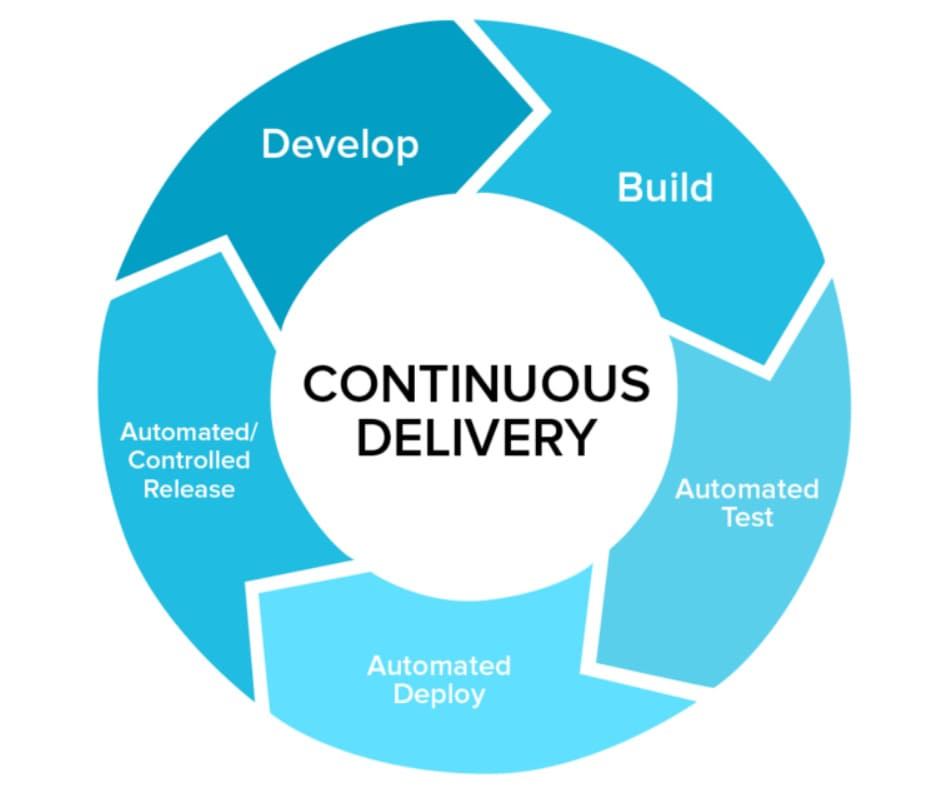 Develop
Build
CONTINUOUS
DELIVERY
Automated
Test
Automated
Deploy
Automated/
Controlled
Release